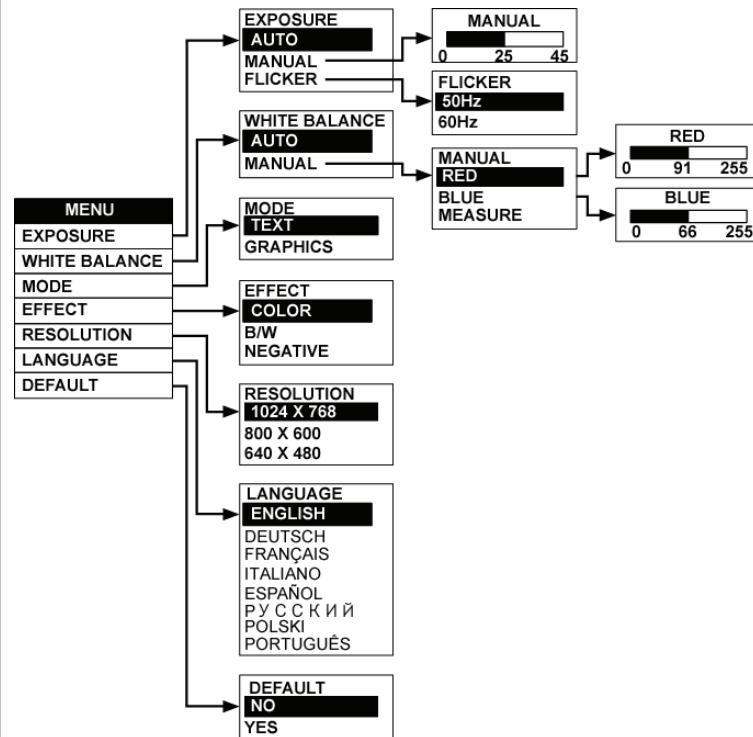 MENU
EXPOSURE
WHITE BALANCE
MODE
EFFECT
RESOLUTION
LANGUAGE
DEFAULT
EXPOSURE
AUTO
MANUAL
FLICKER
MANUAL
0 25 45
FLICKER
50Hz
60Hz
WHITE BALANCE
AUTO
MANUAL
MANUAL
RED
BLUE
MEASURE
RED
0 91 255
BLUE
0 66 255
MODE
TEXT
GRAPHICS
EFFECT
COLOR
B/W
NEGATIVE
RESOLUTION
1024 X 768
800 X 600
640 X 480
LANGUAGE
ENGLISH
DEUTSCH
FRANÇAIS
ITALIANO
ESPAÑOL
Р У С С К И Й
POLSKI
PORTUGUÊS
DEFAULT
NO
YES